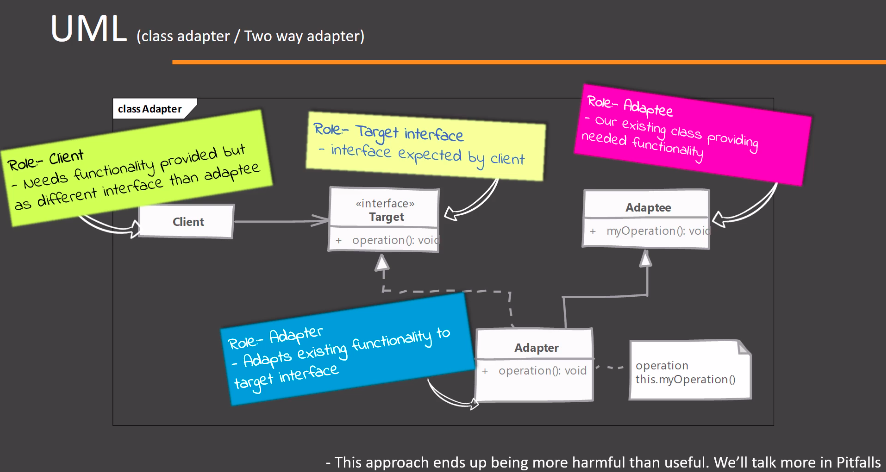 UML (class adapter / Two way adapter)
class Adapter
Role- Client
- Needs functionality provided but
as different interface than adaptee
Role- Target interface
- interface expected by client
Role- Adaptee
- Our existing class providing
needed functionality
Client
«interface»
Target
+ operation(): void
Adaptee
+ myOperation(): void
Role- Adapter
- Adapts existing functionality to
target interface
Adapter
+ operation(): void
operation
this.myOperation()
- This approach ends up being more harmful than useful. We'll talk more in Pitfalls